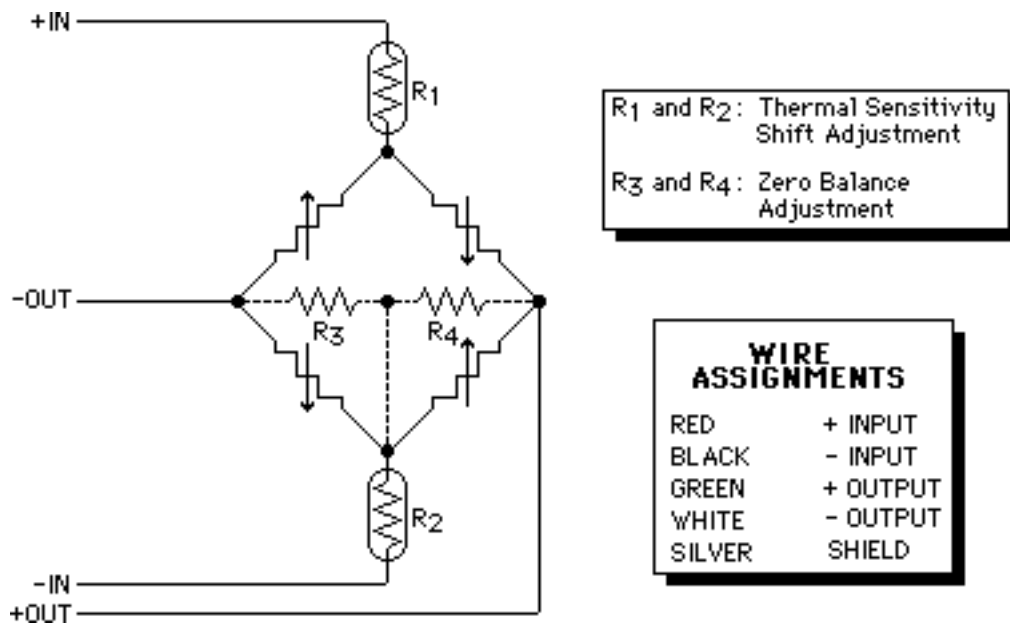 +IN
R1
R1 and R2: Thermal Sensitivity
Shift Adjustment
R3 and R4: Zero Balance
Adjustment
-OUT
R3
R4
WIRE
ASSIGNMENTS
RED + INPUT
BLACK - INPUT
GREEN + OUTPUT
WHITE - OUTPUT
SILVER SHIELD
R2
-IN
+OUT